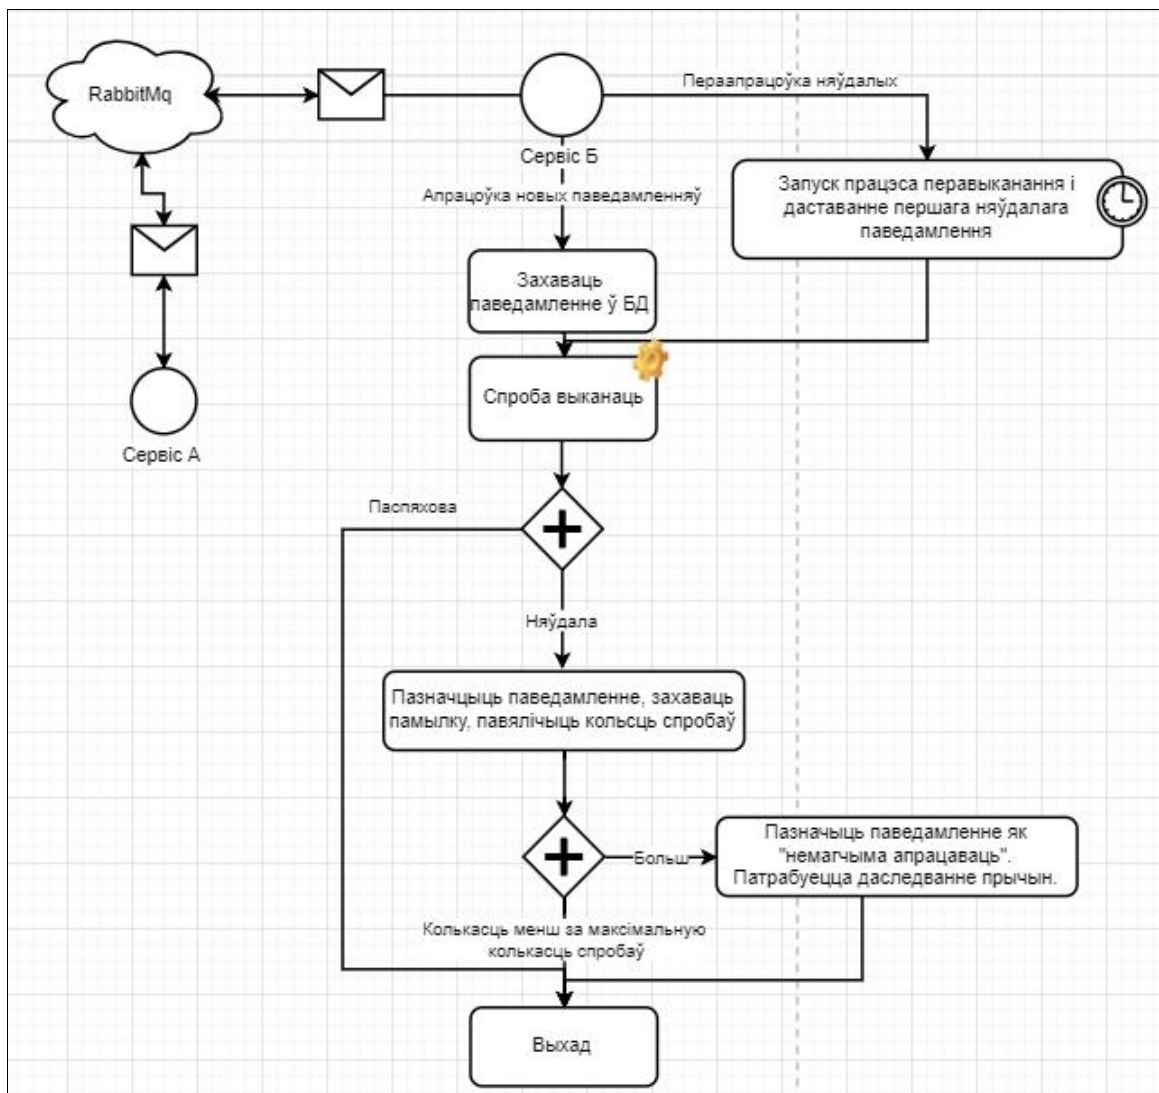 RabbitMq
Пераапрацоўка няўдалых
Сервіс Б
Апрацоўка новых паведамленняў
Запуск працэса перавыканання і
даставанне першага няўдалага
паведамлення
Захаваць
паведамленне ў БД
Спроба выканаць
Сервіс А
Паспяхова
Няўдала
Пазначцыць паведамленне, захаваць
памылку, павялічыць кольсць спробаў
Больш
Пазначыць паведамленне як
"немагчыма апрацаваць".
Патрабуецца даследванне прычын.
Колькасць менш за максімальную
колькасць спробаў
Выхад